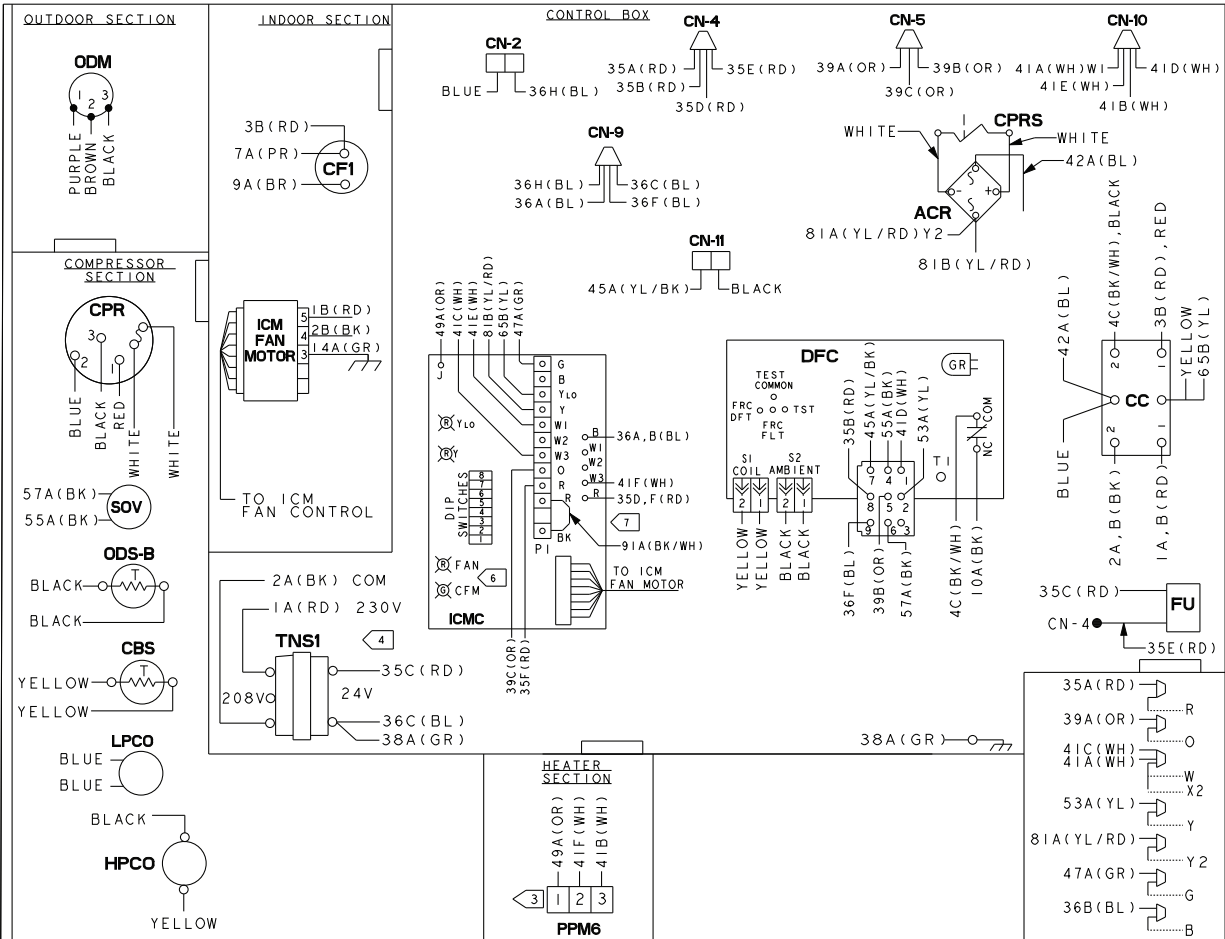 OUTDOOR SECTION
ODM
1 2 3
PURPLE
BROWN
BLACK
INDOOR SECTION
3B(RD)
7A(PR)
9A(BR)
CF1
ICM
FAN
MOTOR
5
4
3
1B(RD)
2B(BK)
14A(GR)
TO ICM
FAN CONTROL
COMPRESSOR
SECTION
CPR
3
2
1
S
BLUE
BLACK
RED
WHITE
WHITE
57A(BK)
55A(BK)
SOV
ODS-B
T
BLACK
BLACK
CBS
T
YELLOW
YELLOW
LPCO
BLUE
BLUE
BLACK
HPCO
YELLOW
2A(BK) COM
1A(RD) 230V
TNS1
4
208V
24V
35C(RD)
36C(BL)
38A(GR)
CONTROL BOX
CN-2
BLUE
36H(BL)
CN-4
35A(RD)
35E(RD)
35B(RD)
35D(RD)
CN-5
39A(OR)
39B(OR)
39C(OR)
CN-10
41A(WH)W1
41D(WH)
41E(WH)
41B(WH)
CN-9
36H(BL)
36C(BL)
36A(BL)
36F(BL)
CPRS
WHITE
1
WHITE
42A(BL)
- +
ACR
81A(YL/RD)Y2
81B(YL/RD)
CN-11
45A(YL/BK)
BLACK
49A(OR)
41C(WH)
41E(WH)
81B(YL/RD)
65B(YL)
47A(GR)
J
G
B
YLO
Y
W1
W2
W3
O
R
R YLO
R Y
DIP
SWITCHES
8
7
6
5
4
3
2
1
B
W1
W2
W3
R
R
36A,B(BL)
41F(WH)
35D,F(RD)
7
BK
P1
91A(BK/WH)
R FAN
G CFM
6
ICMC
TO ICM
FAN MOTOR
39C(OR)
35F(RD)
DFC
TEST
COMMON
FRC
DFT
TST
FRC
FLT
S1
COIL
S2
AMBIENT
2 1
2 1
YELLOW
YELLOW
BLACK
BLACK
35B(RD)
45A(YL/BK)
55A(BK)
41D(WH)
53A(YL)
GR
COM
NC
T1
7 4 1
8 5 2
9 6 3
36F(BL)
39B(OR)
57A(BK)
4C(BK/WH)
10A(BK)
42A(BL)
4C(BK/WH),BLACK
3B(RD),RED
YELLOW
65B(YL)
2 1
CC
2 1
BLUE
2A,B(BK)
1A,B(RD)
35C(RD)
FU
CN-4
35E(RD)
38A(GR)
HEATER
SECTION
49A(OR)
41F(WH)
41B(WH)
3
1 2 3
PPM6
35A(RD)
R
39A(OR)
O
41C(WH)
41A(WH)
W
X2
53A(YL)
Y
81A(YL/RD)
Y2
47A(GR)
G
36B(BL)
B